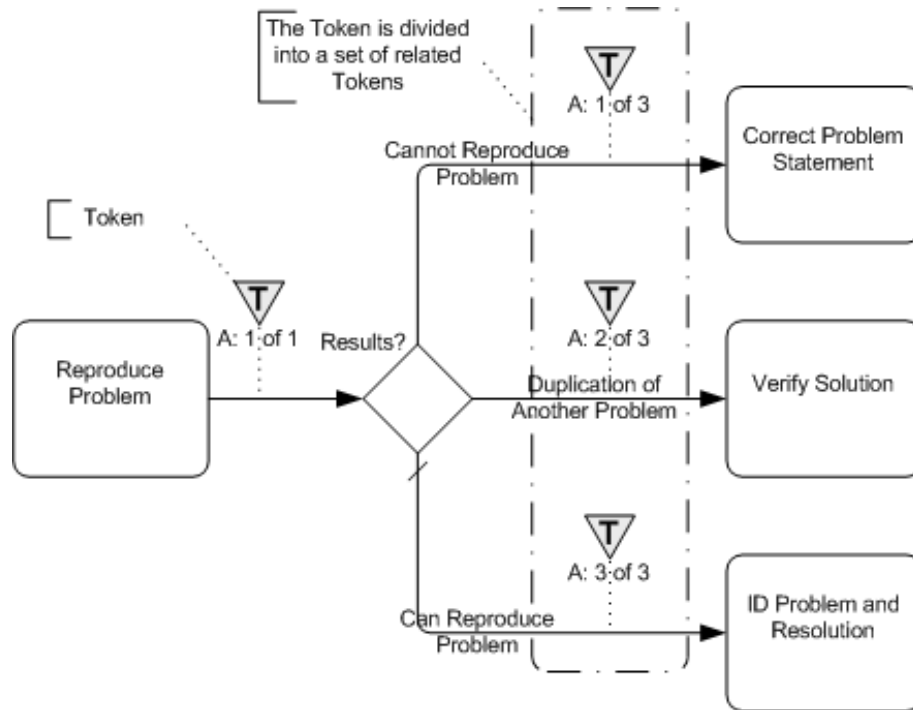 The Token is divided
into a set of related
Tokens
T
A: 1 of 3
Correct Problem
Statement
Cannot Reproduce
Problem
Token
T
A: 1 of 1
T
A: 2 of 3
Results?
Reproduce
Problem
Duplication of
Another Problem
Verify Solution
T
A: 3 of 3
Can Reproduce
Problem
ID Problem and
Resolution